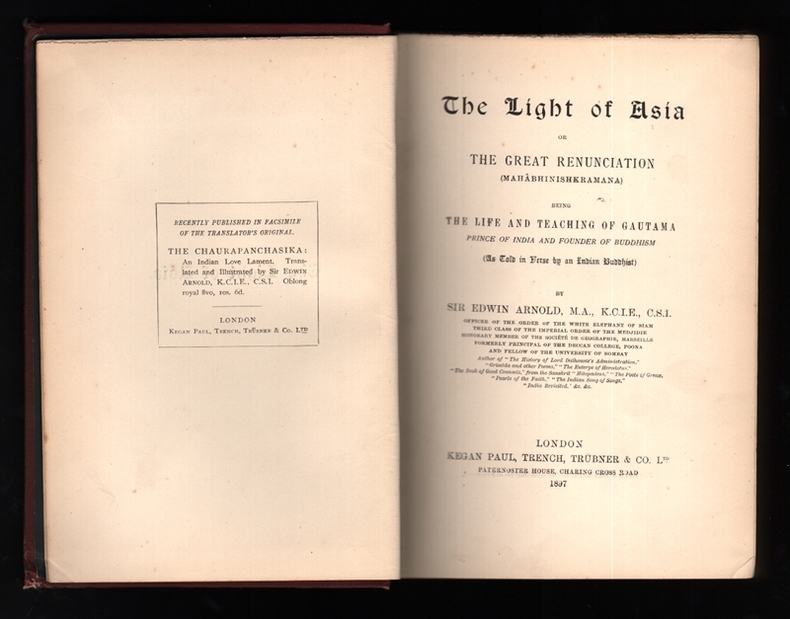 RECENTLY PUBLISHED IN FACSIMILE
OF THE TRANSLATOR'S ORIGINAL.
THE CHAURAPANCHASIKA:
An Indian Love Lament. Trans-
lated and Illustrated by Sir EDWIN
ARNOLD, K.C.I.E., C.S.I. Oblong
royal 8vo, 10s. 6d.
LONDON
KEGAN PAUL, TRENCH, TRÜBNER & CO. LTD
The Light of Asia
OR
THE GREAT RENUNCIATION
(MAHÂBHINISHKRAMANA)
BEING
THE LIFE AND TEACHING OF GAUTAMA
PRINCE OF INDIA AND FOUNDER OF BUDDHISM
(As Told in Verse by an Indian Buddhist)
BY
SIR EDWIN ARNOLD, M.A., K.C.I.E., C.S.I.
OFFICER OF THE ORDER OF THE WHITE ELEPHANT OF SIAM
THIRD CLASS OF THE IMPERIAL ORDER OF THE MEDJIDIE
HONORARY MEMBER OF THE SOCIÉTÉ DE GEOGRAPHIE, MARSEILLE
FORMERLY PRINCIPAL OF THE DECCAN COLLEGE, POONA
AND FELLOW OF THE UNIVERSITY OF BOMBAY
Author of "The History of Lord Dalhousie's Administration,"
"Griselda and other Poems," "The Euterpe of Herodotus,"
"The Book of Good Counsels," from the Sanskrit "Hitopadesa," "The Poets of Greece,
"Pearls of the Faith," "The Indian Song of Songs,"
"India Revisited," &c. &c.
LONDON
KEGAN PAUL, TRENCH, TRÜBNER & CO. LTD
PATERNOSTER HOUSE, CHARING CROSS ROAD
1897